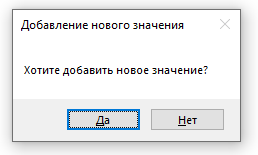 Добавление нового значения
Хотите добавить новое значение?
Да
Нет